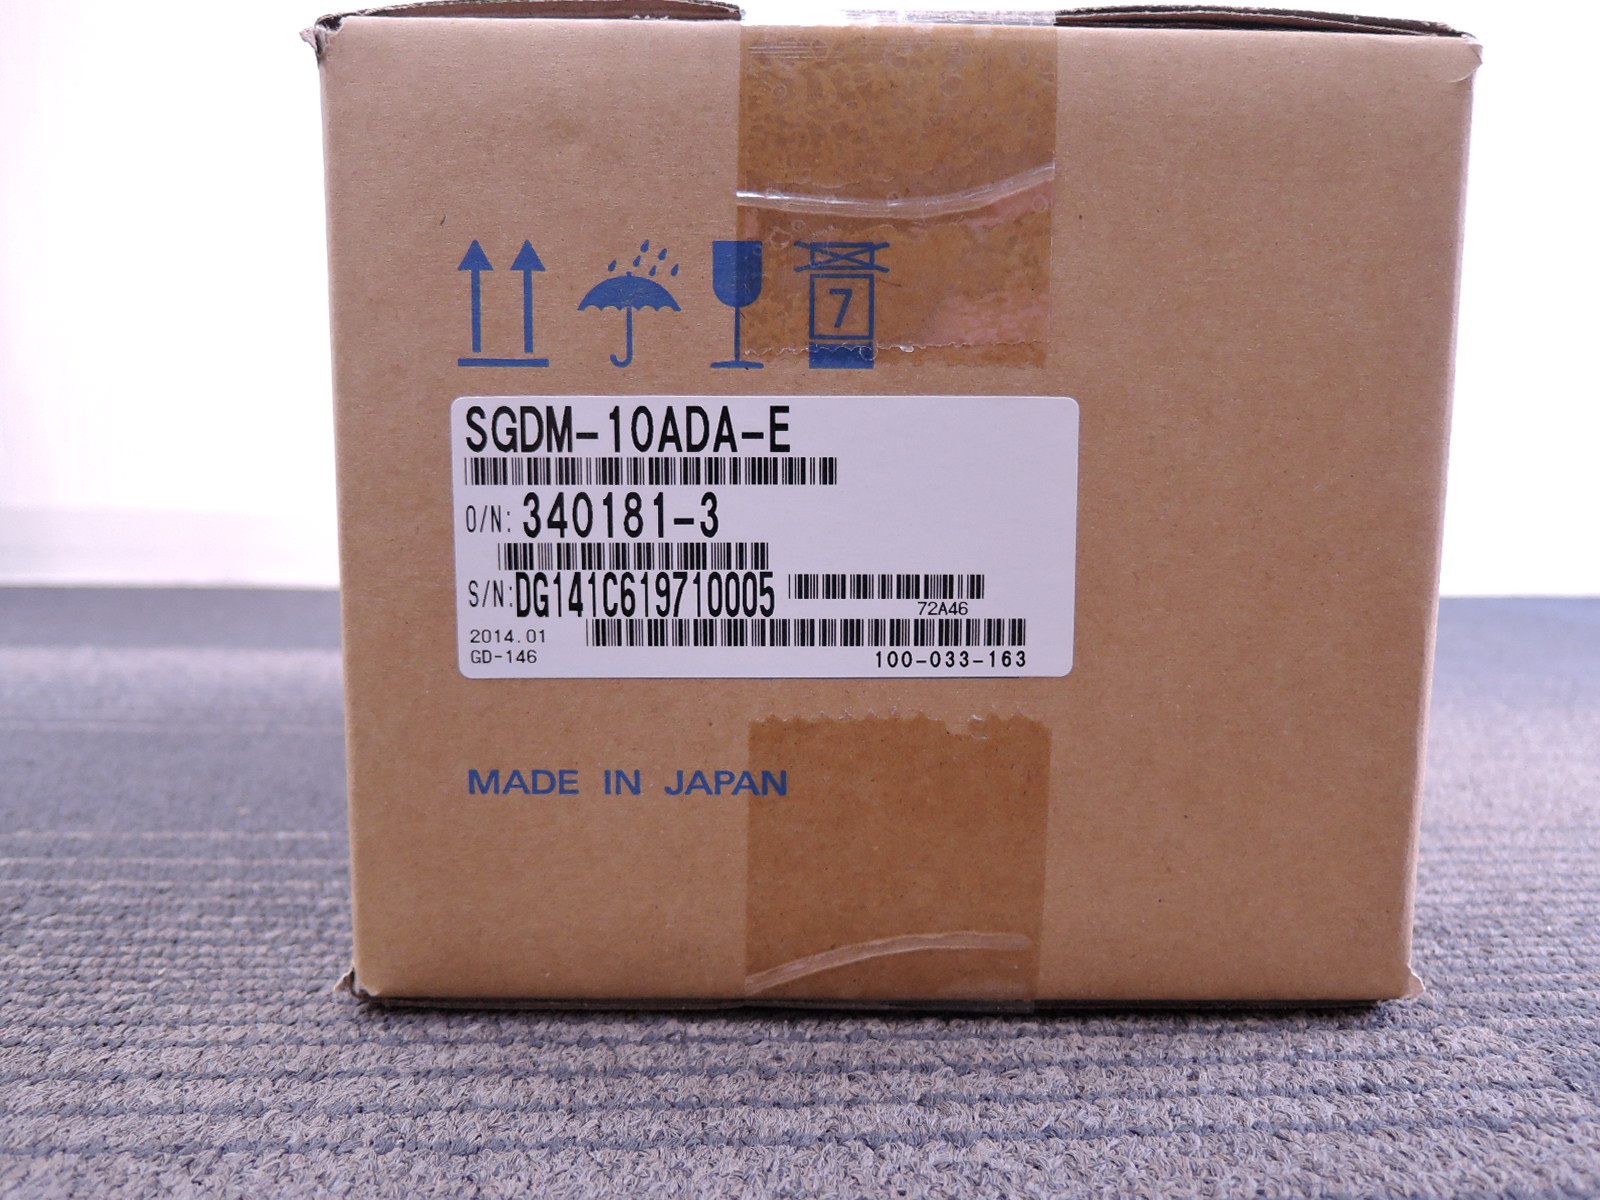 7
SGDM-10ADA-E
O/N: 340181-3
S/N:DG141C619710005
72A46
2014.01
GD-146
100-033-163
MADE IN JAPAN